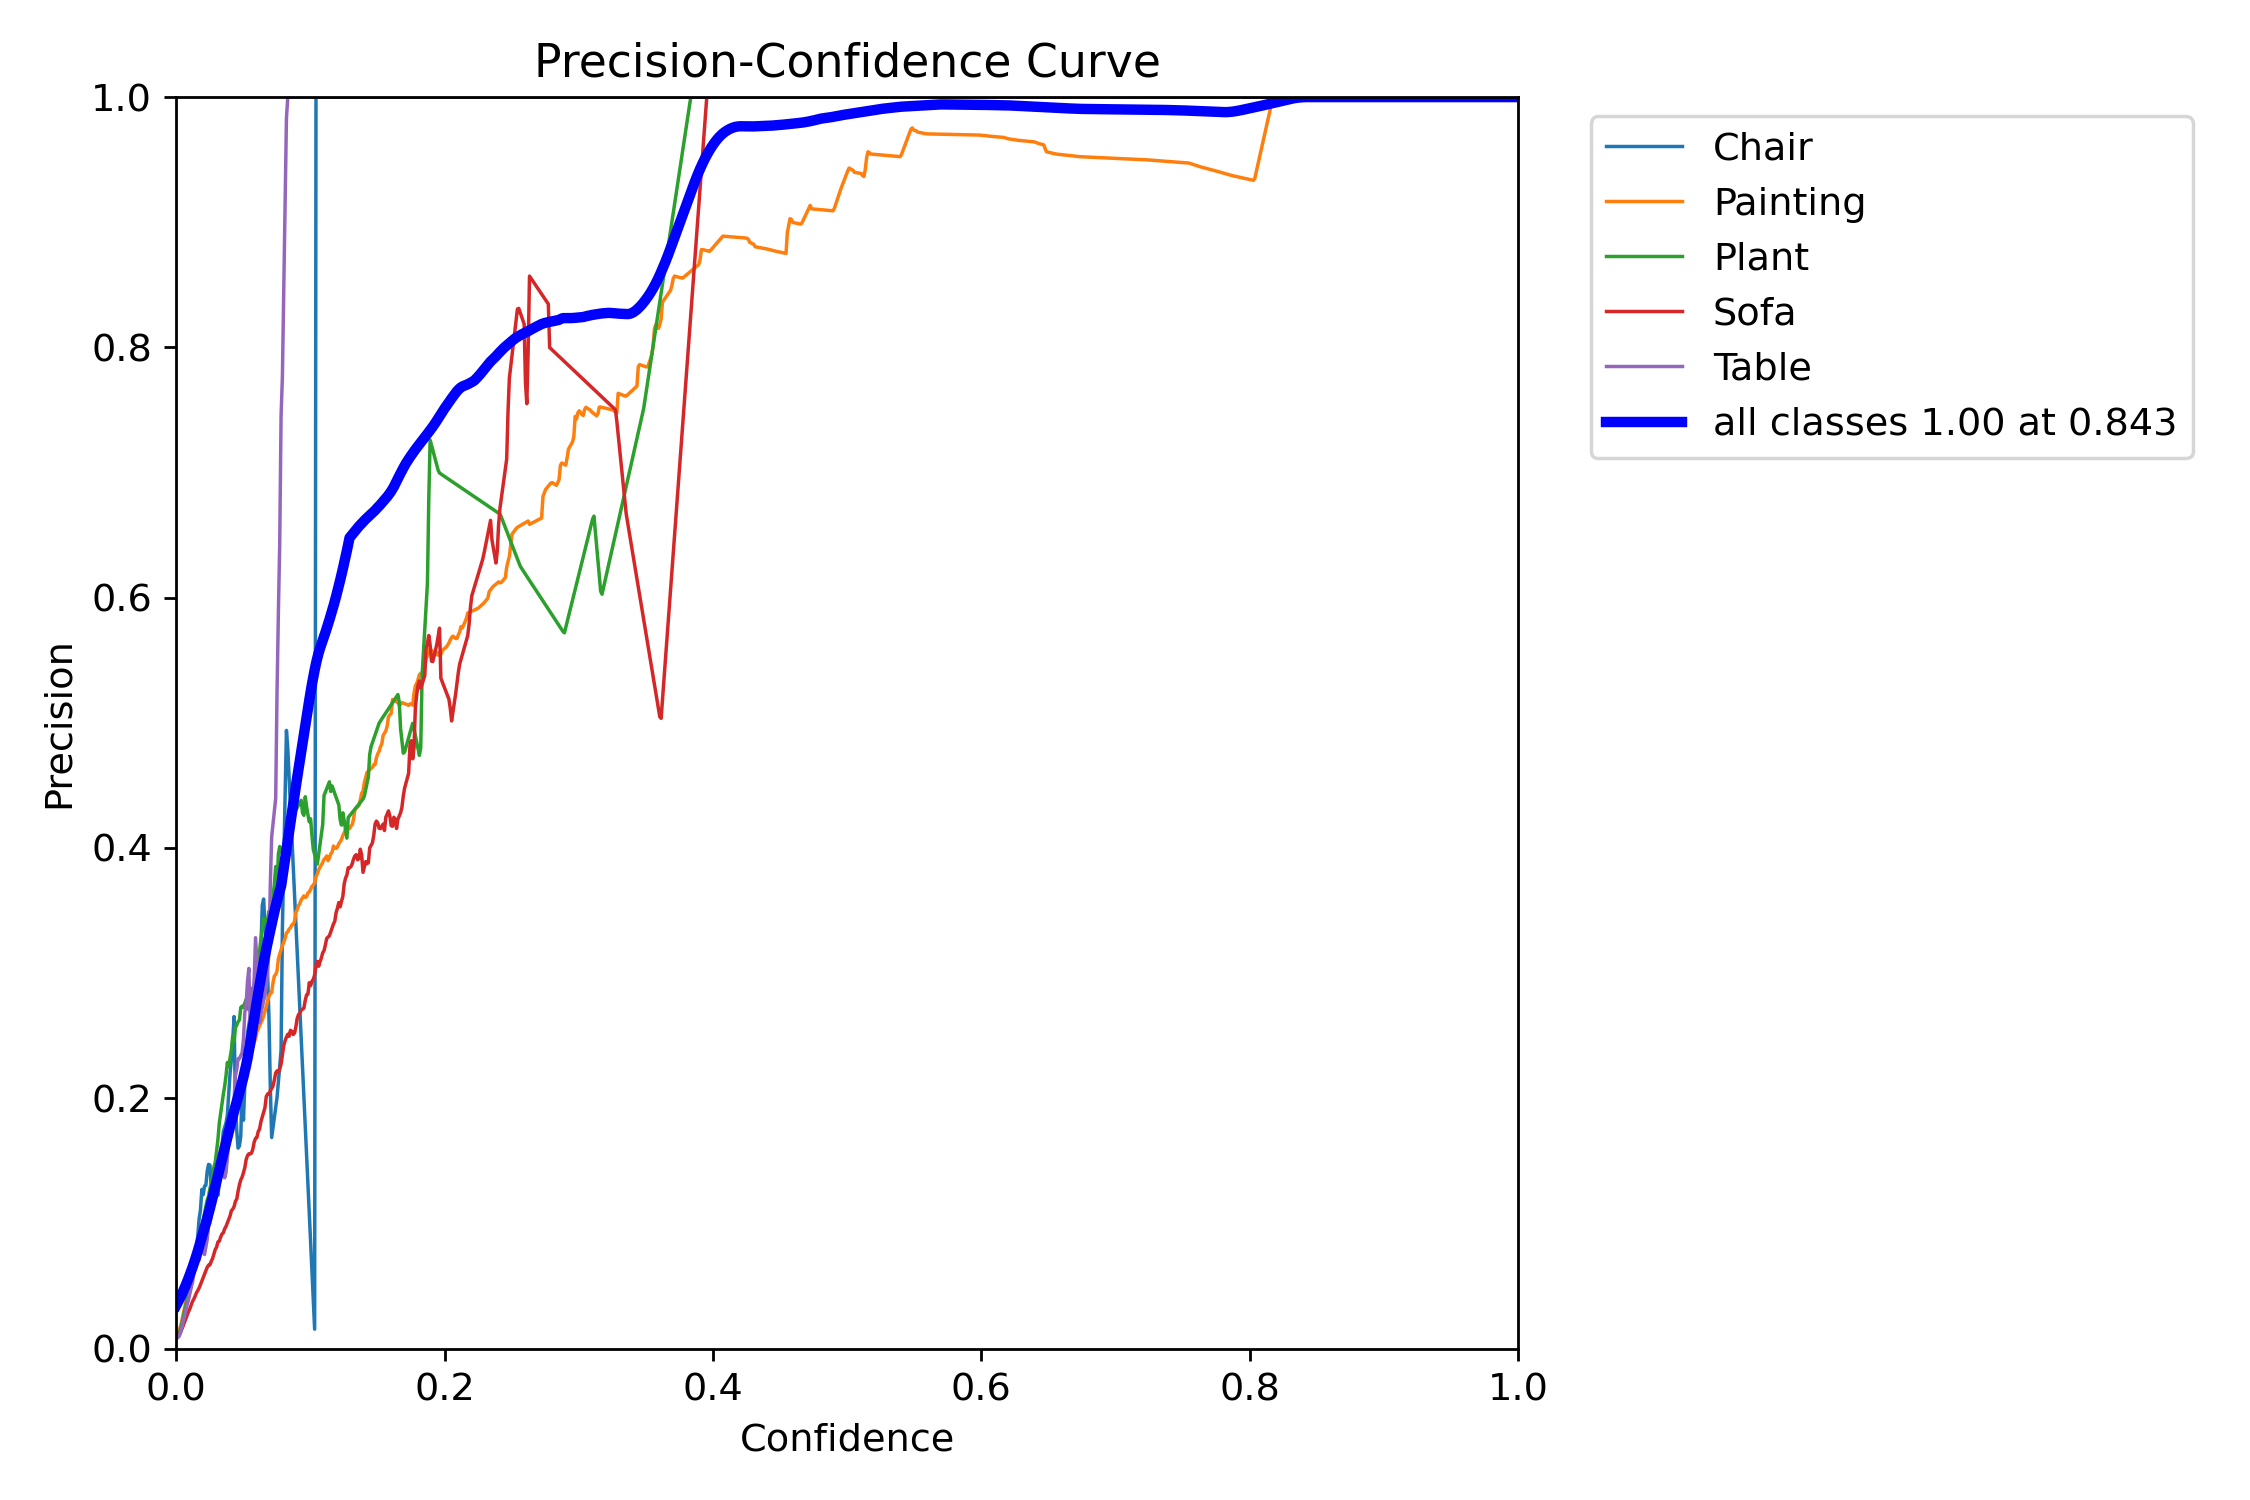 Precision-Confidence Curve
1.0
0.8
0.6
0.4
0.2
0.0
Precision
0.0 0.2 0.4 0.6 0.8 1.0
Confidence
Chair
Painting
Plant
Sofa
Table
all classes 1.00 at 0.843